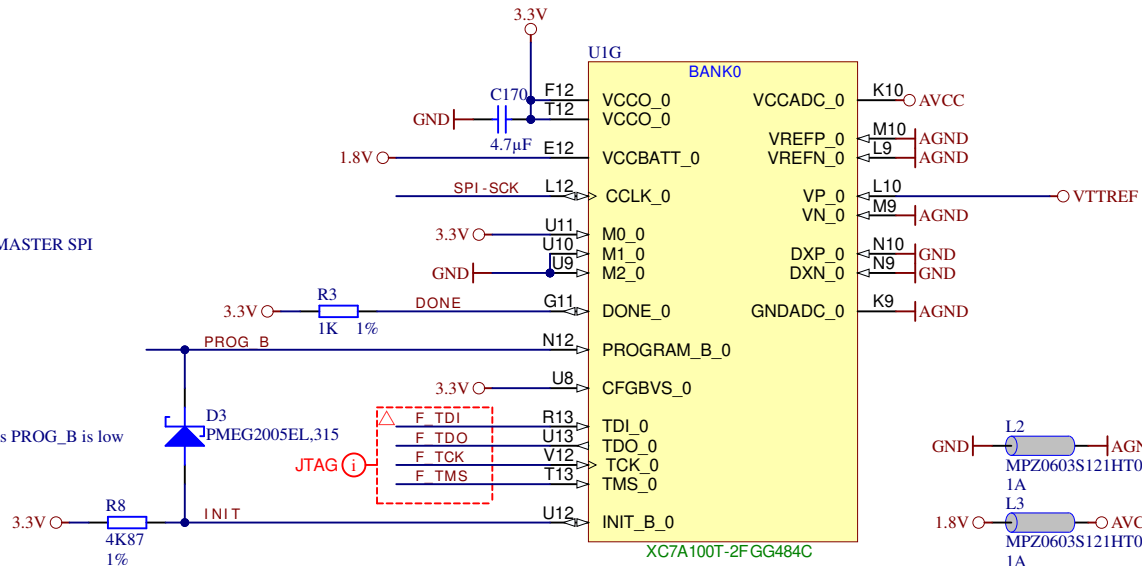 3.3V
U1G
BANK0
C170
GND
4.7µF
F12
T12
VCCO_0
VCCO_0
VCCADC_0
K10
AVCC
VREFP_0
M10
AGND
VREFN_0
L9
AGND
1.8V
E12
VCCBATT_0
SPI-SCK
L12
CCLK_0
VP_0
L10
VTTREF
VN_0
M9
AGND
MASTER SPI
3.3V
U11
M0_0
U10
M1_0
GND
U9
M2_0
DXP_0
N10
GND
DXN_0
N9
GND
3.3V
R3
1K
1%
DONE
G11
DONE_0
GNDADC_0
K9
AGND
PROG_B
N12
PROGRAM_B_0
3.3V
U8
CFGBVS_0
s PROG_B is low
D3
PMEG2005EL,315
JTAG
i
F_TDI
R13
TDI_0
F_TDO
U13
TDO_0
F_TCK
V12
TCK_0
F_TMS
T13
TMS_0
3.3V
R8
4K87
1%
INIT
U12
INIT_B_0
XC7A100T-2FGG484C
L2
GND
AGN
MPZ0603S121HT0
1A
L3
1.8V
AVC
MPZ0603S121HT0
1A